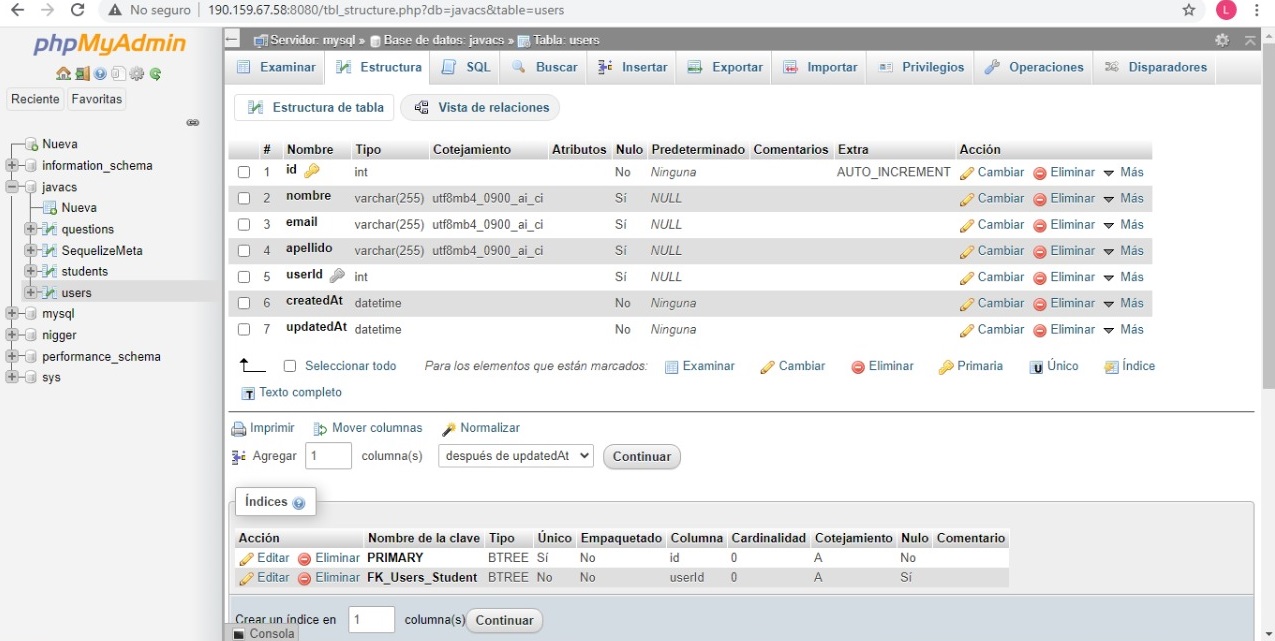 No seguro | 190.159.67.58:8080/tbl_structure.php?db=javacs&table=users
L
phpMyAdmin
Reciente Favoritas
Nueva
information_schema
javacs
Nueva
questions
SequelizeMeta
students
users
mysql
nigger
performance_schema
sys
Servidor: mysql » Base de datos: javacs » Tabla: users
Examinar Estructura SQL Buscar Insertar Exportar Importar Privilegios Operaciones Disparadores
Estructura de tabla Vista de relaciones
# Nombre Tipo Cotejamiento Atributos Nulo Predeterminado Comentarios Extra Acción
1 id int No Ninguna AUTO_INCREMENT Cambiar Eliminar Más
2 nombre varchar(255) utf8mb4_0900_ai_ci Sí NULL Cambiar Eliminar Más
3 email varchar(255) utf8mb4_0900_ai_ci Sí NULL Cambiar Eliminar Más
4 apellido varchar(255) utf8mb4_0900_ai_ci Sí NULL Cambiar Eliminar Más
5 userId int Sí NULL Cambiar Eliminar Más
6 createdAt datetime No Ninguna Cambiar Eliminar Más
7 updatedAt datetime No Ninguna Cambiar Eliminar Más
Seleccionar todo Para los elementos que están marcados: Examinar Cambiar Eliminar Primaria U Único Índice
T Texto completo
Imprimir Mover columnas Normalizar
Agregar 1 columna(s) después de updatedAt Continuar
Índices
Acción Nombre de la clave Tipo Único Empaquetado Columna Cardinalidad Cotejamiento Nulo Comentario
Editar Eliminar PRIMARY BTREE Sí No id 0 A No
Editar Eliminar FK_Users_Student BTREE No No userId 0 A Sí
Crear un índice en 1 columna(s) Continuar
Consola